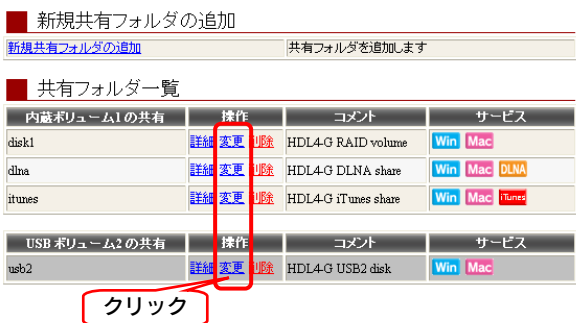 新規共有フォルダの追加
新規共有フォルダの追加 共有フォルダを追加します
共有フォルダ一覧
内蔵ボリューム1の共有 操作 コメント サービス
disk1 詳細 変更 削除 HDL4-G RAID volume Win Mac
dlna 詳細 変更 削除 HDL4-G DLNA share Win Mac DLNA
itunes 詳細 変更 削除 HDL4-G iTunes share Win Mac iTunes
USBボリューム2の共有 操作 コメント サービス
usb2 詳細 変更 削除 HDL4-G USB2 disk Win Mac
クリック